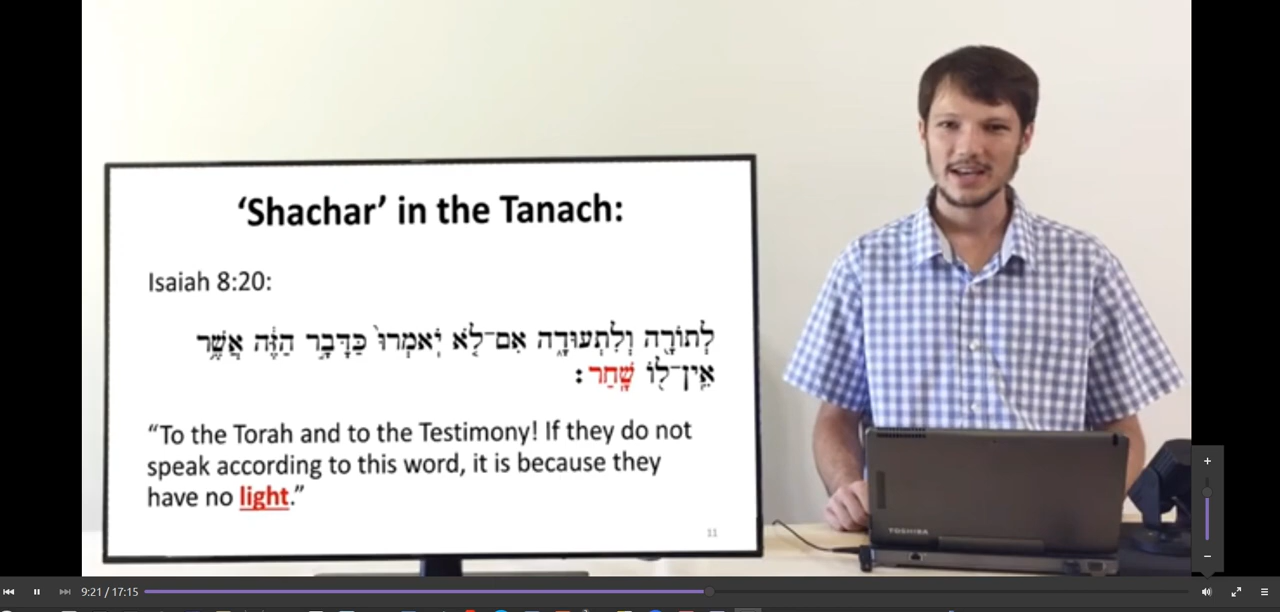 ‘Shachar’ in the Tanach:
Isaiah 8:20:
לְתוֹרָ֖ה וְלִתְעוּדָ֑ה אִם־לֹ֤א יֹֽאמְרוּ֙ כַּדָּבָ֣ר הַזֶּ֔ה אֲשֶׁ֥ר
אֵֽין־ל֖וֹ שָֽׁחַר׃
“To the Torah and to the Testimony! If they do not
speak according to this word, it is because they
have no light.”
11
TOSHIBA
9:21 / 17:15